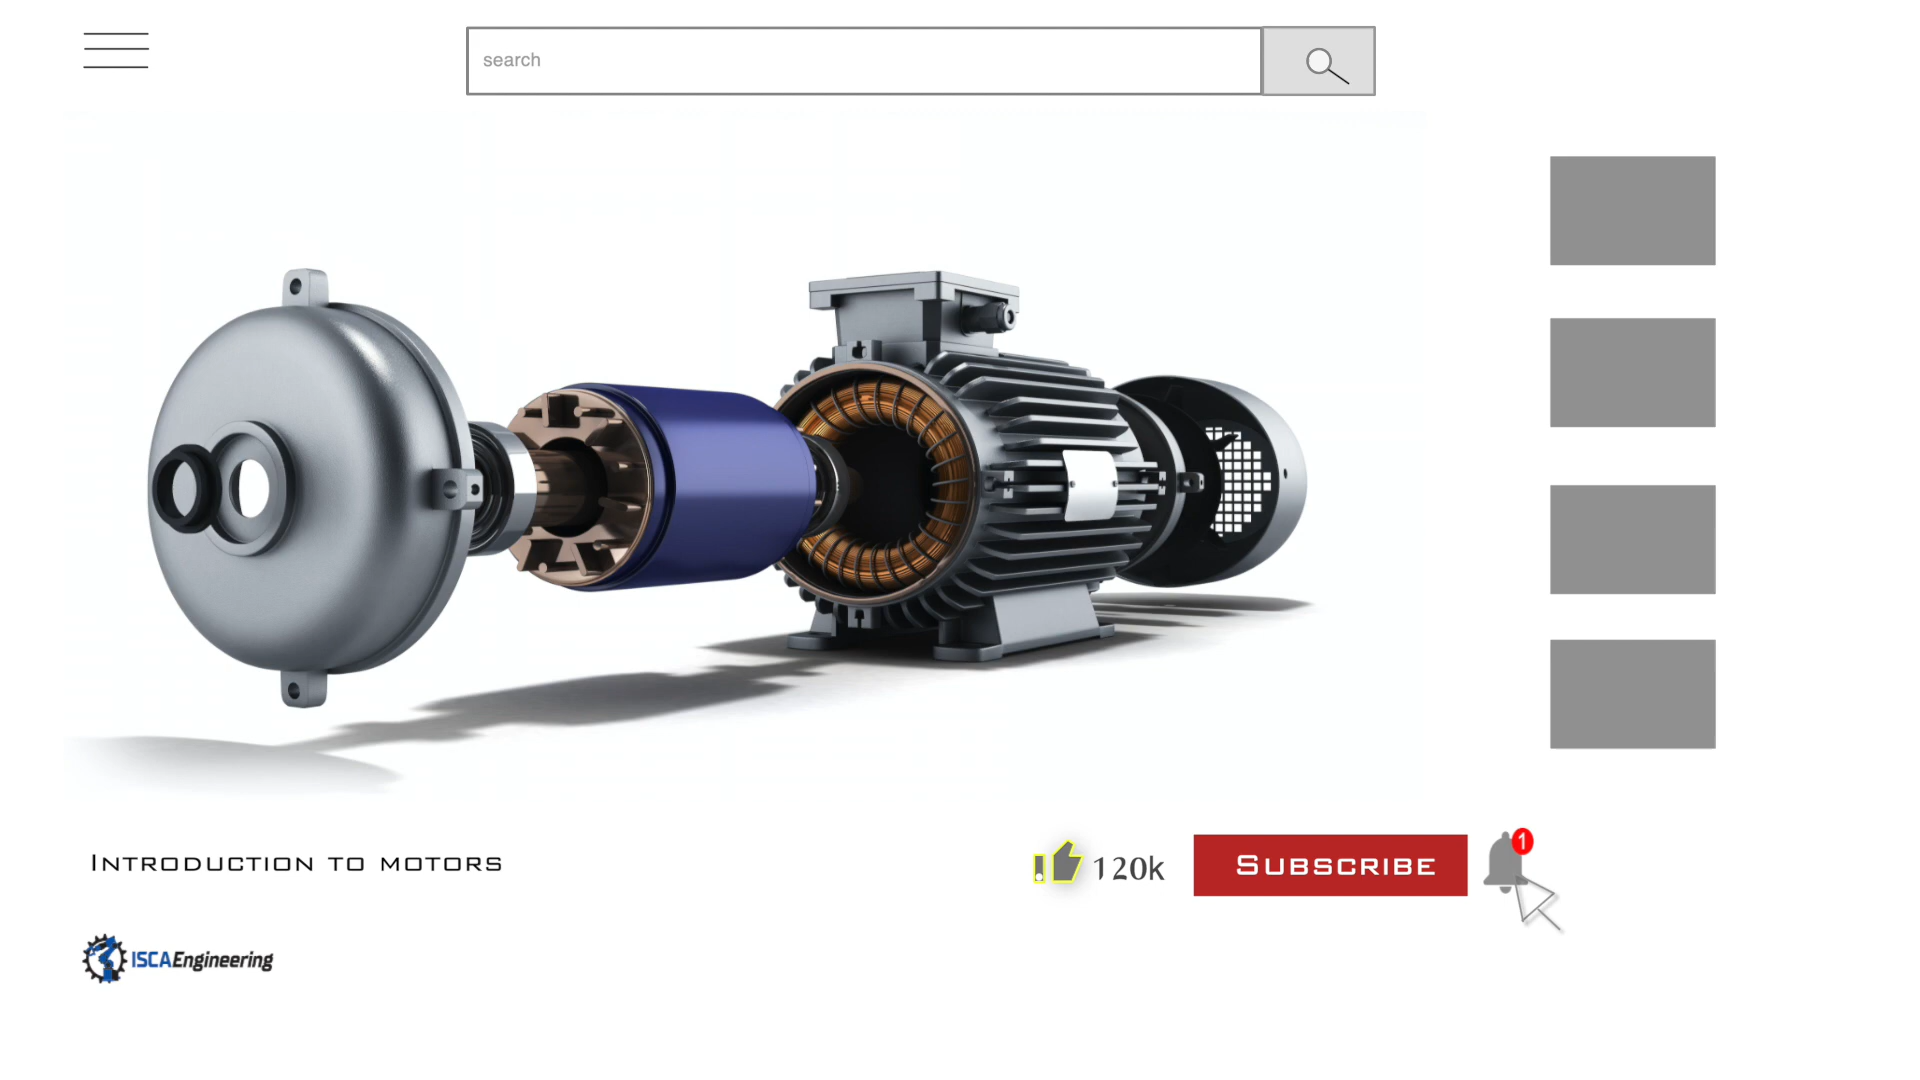 search
INTRODUCTION TO MOTORS
120k
SUBSCRIBE
1
ISCAEngineering